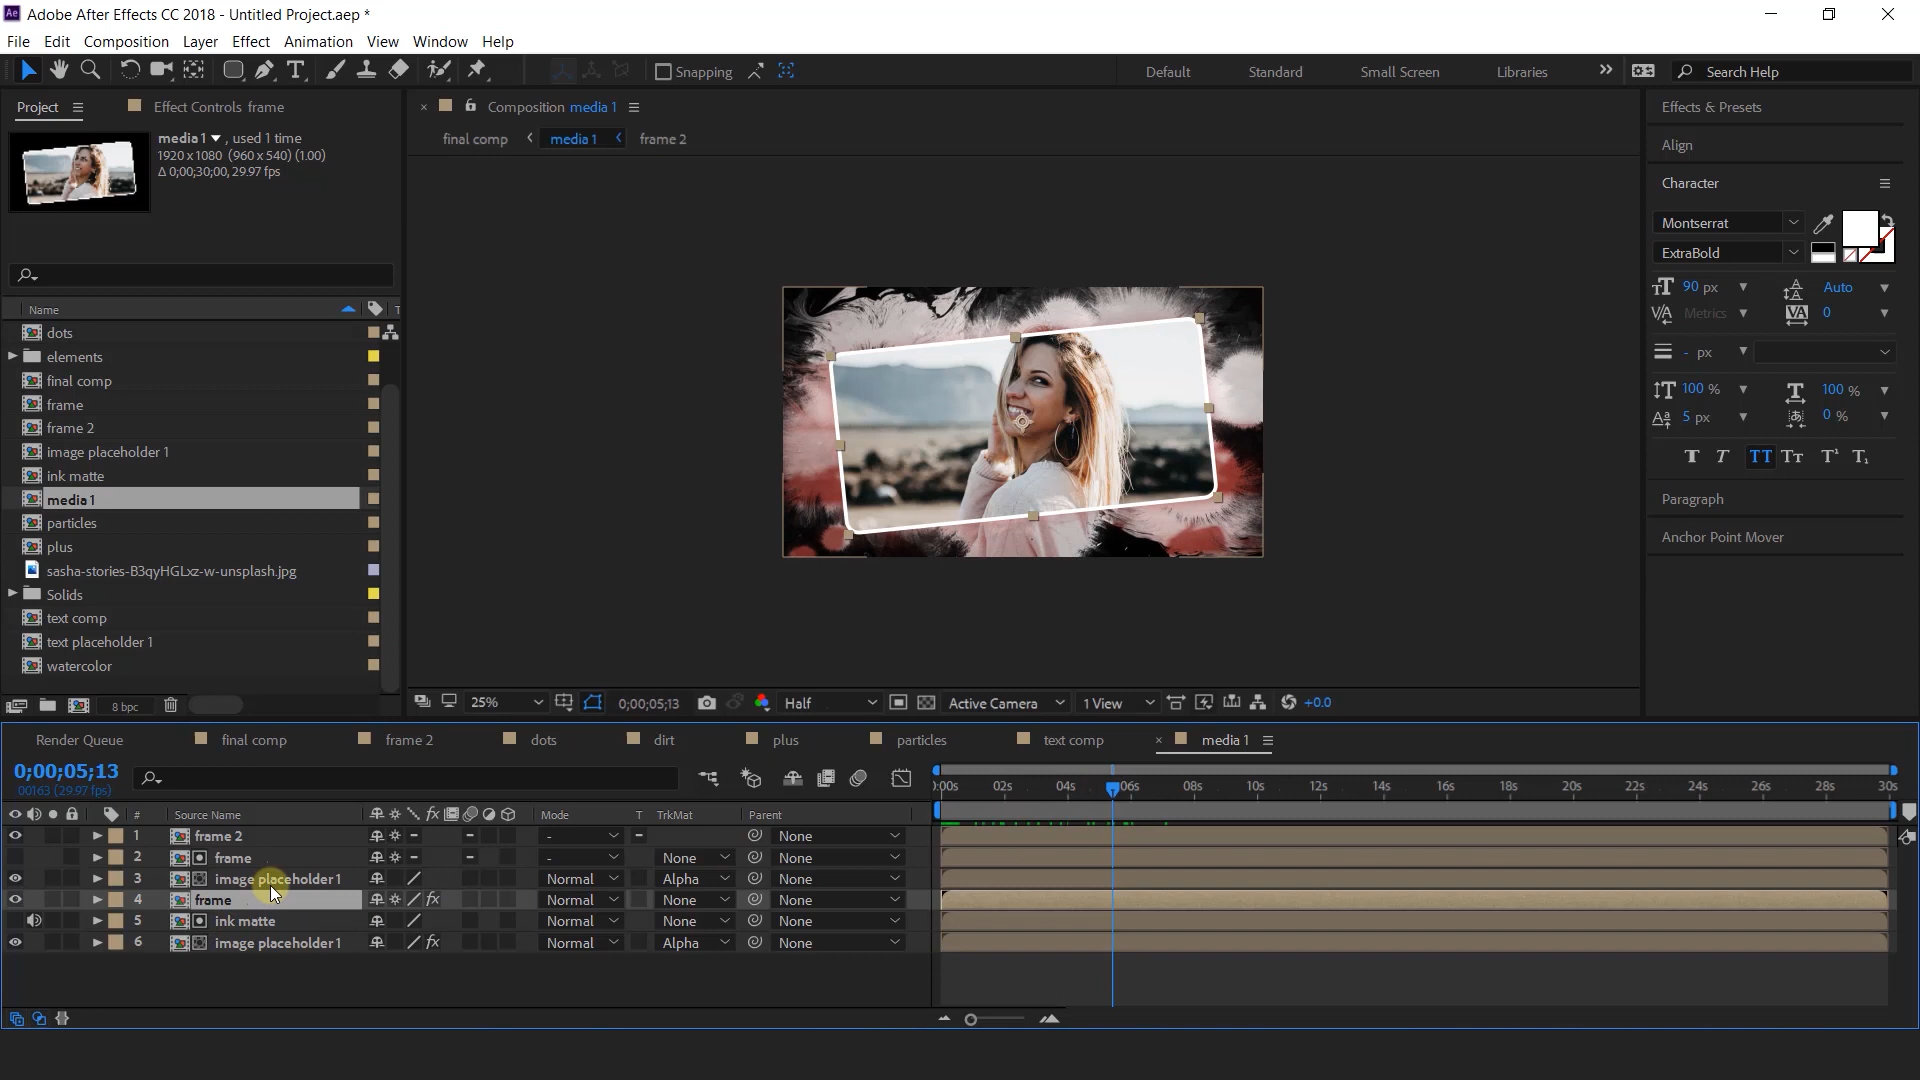 Adobe After Effects CC 2018 - Untitled Project.aep *
File Edit Composition Layer Effect Animation View Window Help
Snapping
Default Standard Small Screen Libraries Search Help
Project Effect Controls frame
Composition media 1
final comp media 1 frame 2
media 1 , used 1 time
1920 x 1080 (960 x 540) (1.00)
Δ 0;00;30;00, 29.97 fps
Name T
dots
elements
final comp
frame
frame 2
image placeholder 1
ink matte
media 1
particles
plus
sasha-stories-B3qyHGLxz-w-unsplash.jpg
Solids
text comp
text placeholder 1
watercolor
8 bpc
25% 0;00;05;13 Half Active Camera 1 View +0.0
Effects & Presets
Align
Character
Montserrat
ExtraBold
90 px Auto
Metrics 0
- px
100 % 100 %
5 px 0 %
T T TT Tt T¹ T₁
Paragraph
Anchor Point Mover
Render Queue final comp frame 2 dots dirt plus particles text comp media 1
0;00;05;13
00163 (29.97 fps)
):00s 02s 04s 06s 08s 10s 12s 14s 16s 18s 20s 22s 24s 26s 28s 30s
# Source Name fx Mode T TrkMat Parent
1 frame 2 - None
2 frame - None None
3 image placeholder 1 Normal Alpha None
4 frame fx Normal None None
5 ink matte Normal None None
6 image placeholder 1 fx Normal Alpha None